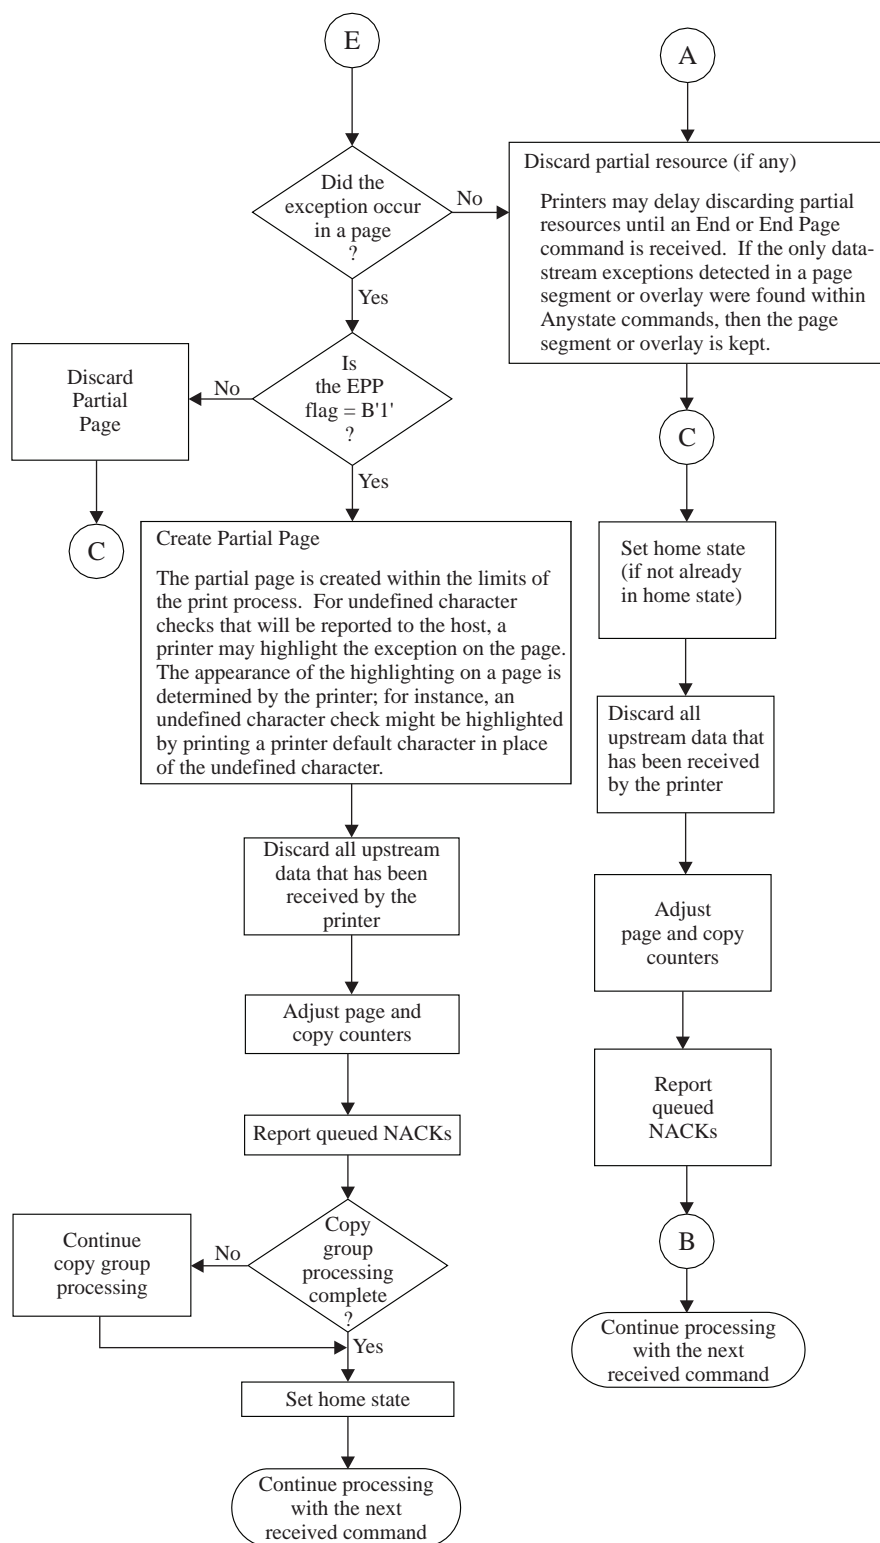 E
Did the
exception occur
in a page
?
No
Yes
Is
the EPP
flag = B'1'
?
No
Yes
Discard
Partial
Page
C
Create Partial Page
The partial page is created within the limits of
the print process. For undefined character
checks that will be reported to the host, a
printer may highlight the exception on the page.
The appearance of the highlighting on a page is
determined by the printer; for instance, an
undefined character check might be highlighted
by printing a printer default character in place
of the undefined character.
Discard all upstream
data that has been
received by the
printer
Adjust page and
copy counters
Report queued NACKs
Copy
group
processing
complete
?
No
Continue
copy group
processing
Yes
Set home state
Continue processing
with the next
received command
A
Discard partial resource (if any)
Printers may delay discarding partial
resources until an End or End Page
command is received. If the only data-
stream exceptions detected in a page
segment or overlay were found within
Anystate commands, then the page
segment or overlay is kept.
C
Set home state
(if not already
in home state)
Discard all
upstream data that
has been received
by the printer
Adjust
page and copy
counters
Report
queued
NACKs
B
Continue processing
with the next
received command